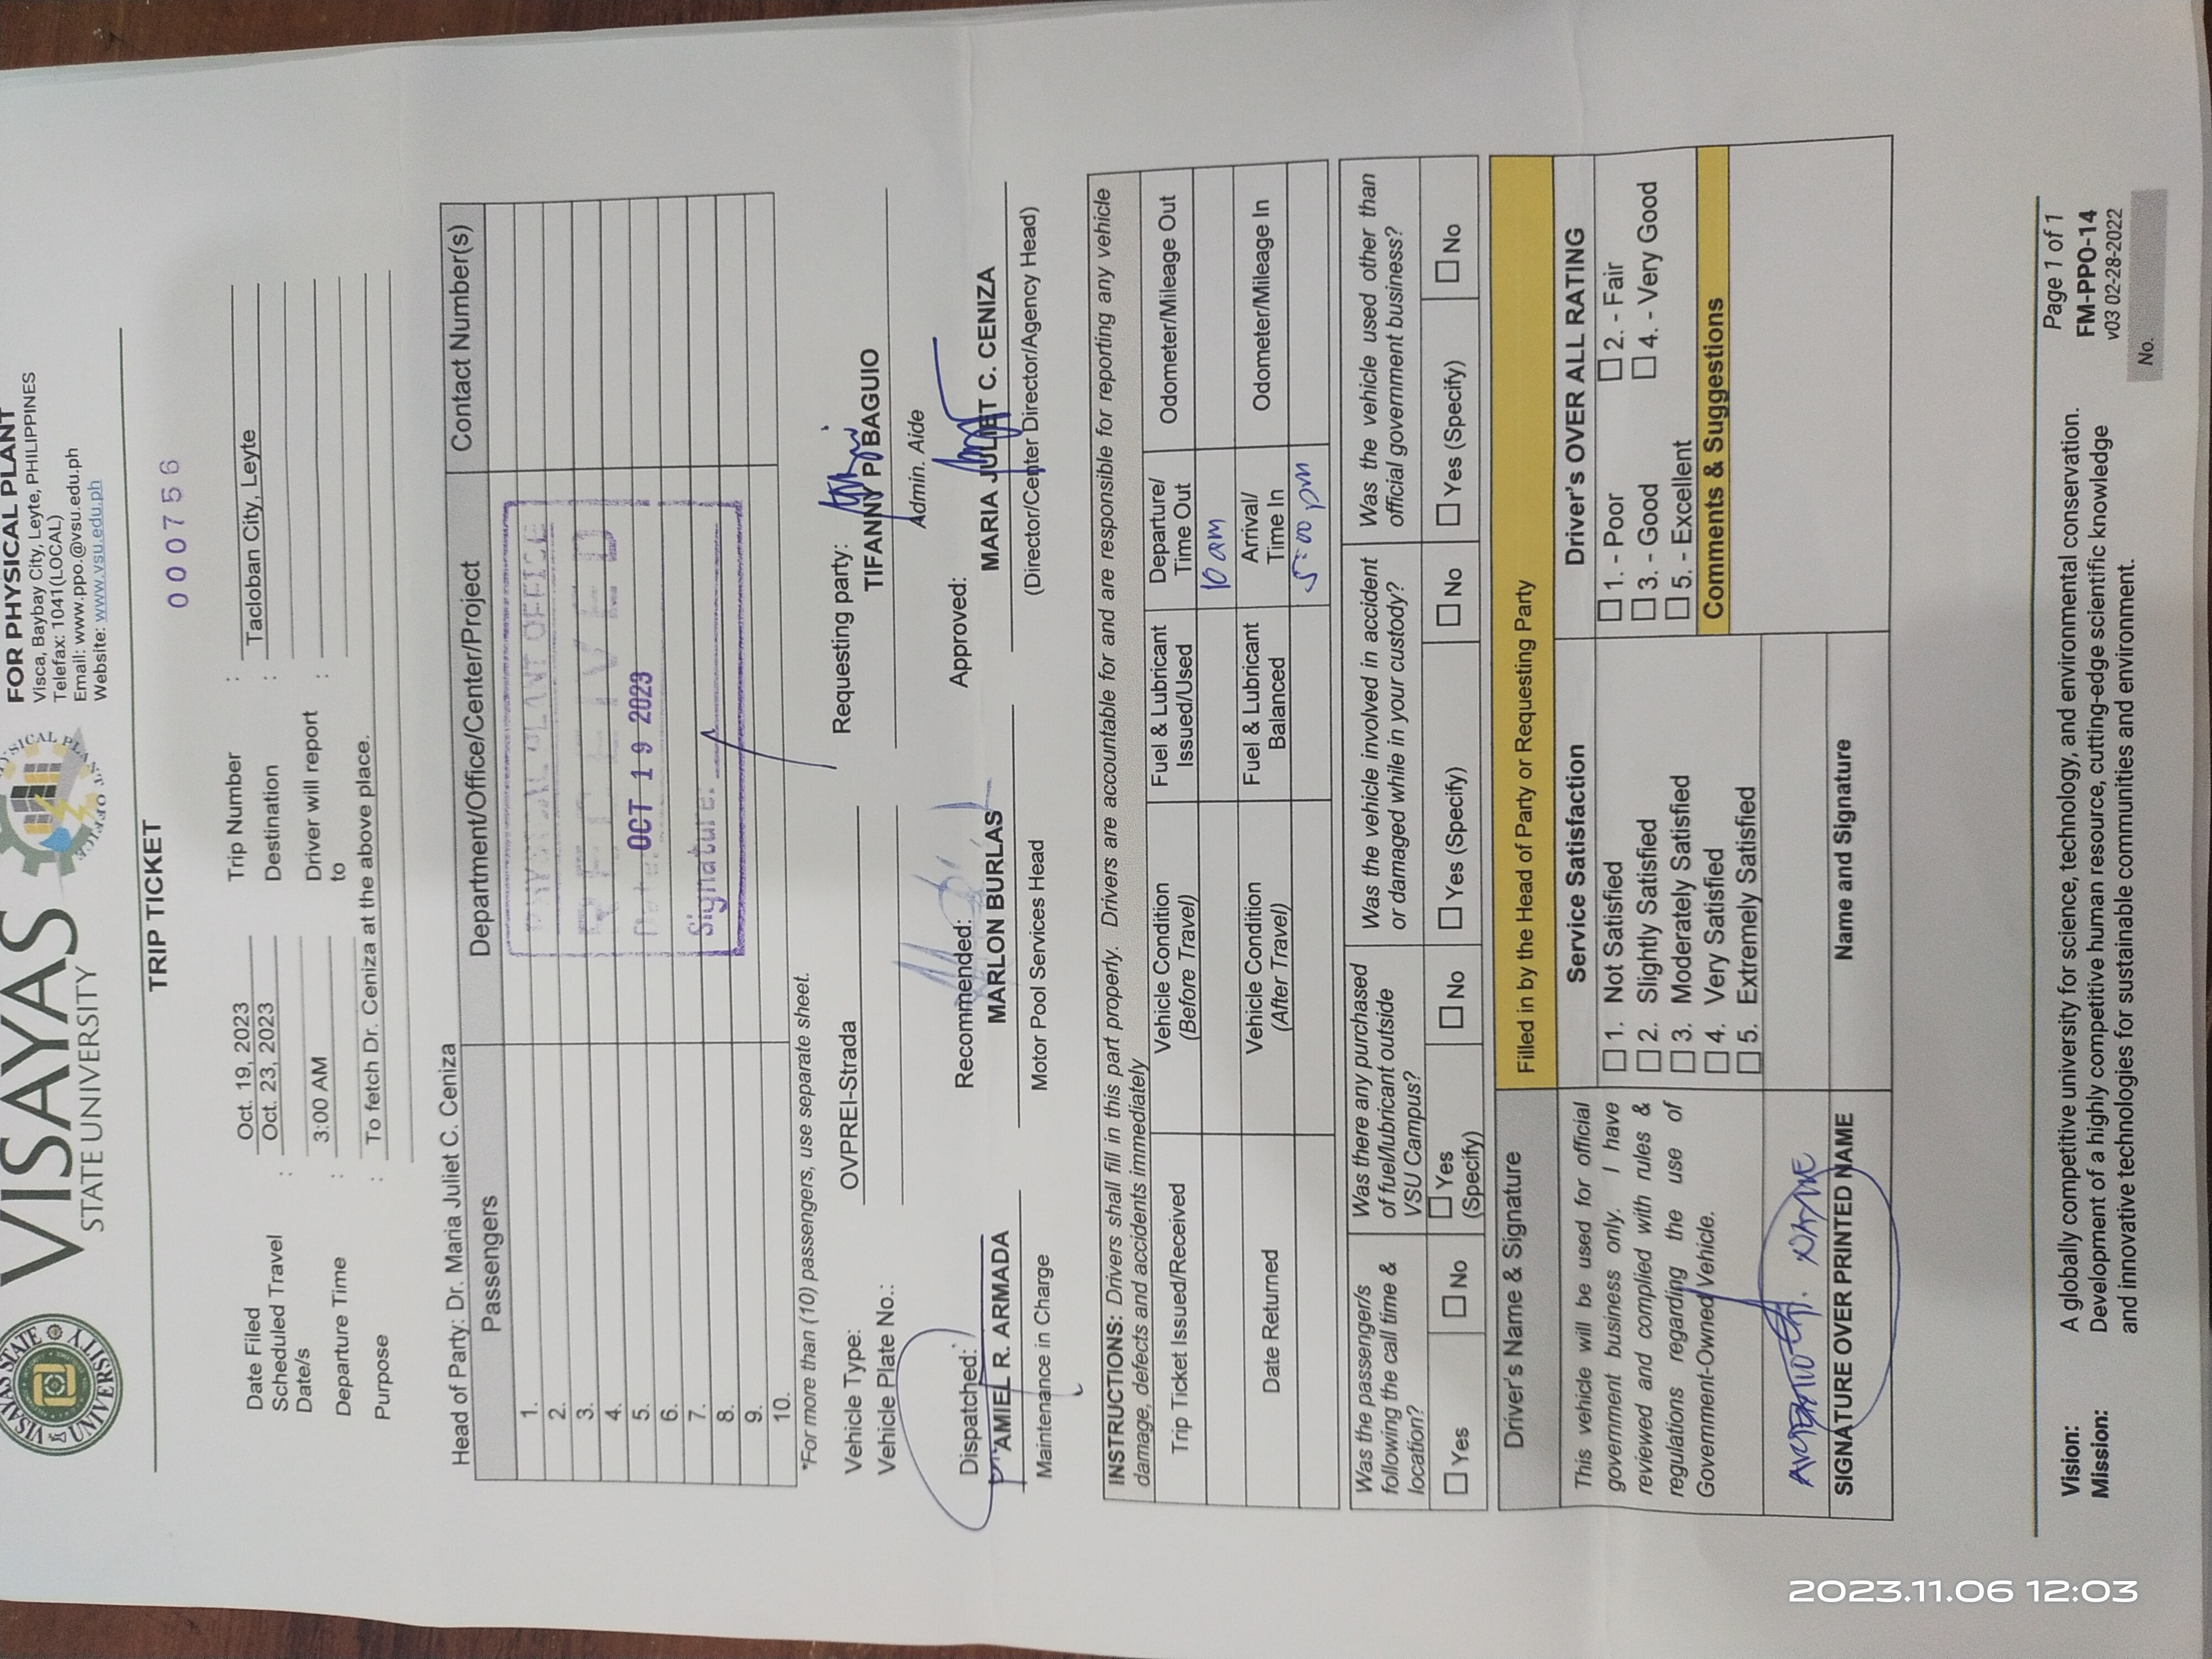 VISAYAS
STATE UNIVERSITY
FOR PHYSICAL PLANT
Visca, Baybay City, Leyte, PHILIPPINES
Telefax: 1041(LOCAL)
Email: www.ppo.@vsu.edu.ph
Website: www.vsu.edu.ph
TRIP TICKET
000756
Date Filed : Oct. 19, 2023 Trip Number :
Scheduled Travel Date/s Oct. 23, 2023 Destination : Tacloban City, Leyte
Departure Time : 3:00 AM Driver will report to :
Purpose : To fetch Dr. Ceniza at the above place.
Head of Party: Dr. Maria Juliet C. Ceniza
Passengers Department/Office/Center/Project Contact Number(s)
1.
2.
3.
4.
5.
6.
7.
8.
9.
10.
PHYSICAL PLANT OFFICE
RECEIVED
Date: OCT 19 2023
Signature:
*For more than (10) passengers, use separate sheet.
Vehicle Type: OVPREI-Strada Requesting party:
Vehicle Plate No.: TIFANNY P. BAGUIO
Admin. Aide
Dispatched: Recommended: Approved:
AMIEL R. ARMADA MARLON BURLAS MARIA JULIET C. CENIZA
Maintenance in Charge Motor Pool Services Head (Director/Center Director/Agency Head)
INSTRUCTIONS: Drivers shall fill in this part properly. Drivers are accountable for and are responsible for reporting any vehicle
damage, defects and accidents immediately
Trip Ticket Issued/Received Vehicle Condition (Before Travel) Fuel & Lubricant Issued/Used Departure/ Time Out Odometer/Mileage Out
10 am
Date Returned Vehicle Condition (After Travel) Fuel & Lubricant Balanced Arrival/ Time In Odometer/Mileage In
5:00 pm
Was the passenger/s following the call time & location? Was there any purchased of fuel/lubricant outside VSU Campus? Was the vehicle involved in accident or damaged while in your custody? Was the vehicle used other than official government business?
☐ Yes ☐ No ☐ Yes (Specify) ☐ No ☐ Yes (Specify) ☐ No ☐ Yes (Specify) ☐ No
Driver's Name & Signature Filled in by the Head of Party or Requesting Party
This vehicle will be used for official
government business only. I have
reviewed and complied with rules &
regulations regarding the use of
Government-Owned Vehicle.
SIGNATURE OVER PRINTED NAME
Service Satisfaction
☐ 1. Not Satisfied
☐ 2. Slightly Satisfied
☐ 3. Moderately Satisfied
☐ 4. Very Satisfied
☐ 5. Extremely Satisfied
Name and Signature
Driver's OVER ALL RATING
☐ 1. - Poor ☐ 2. - Fair
☐ 3. - Good ☐ 4. - Very Good
☐ 5. - Excellent
Comments & Suggestions
Vision: A globally competitive university for science, technology, and environmental conservation.
Mission: Development of a highly competitive human resource, cutting-edge scientific knowledge
and innovative technologies for sustainable communities and environment.
Page 1 of 1
FM-PPO-14
v03 02-28-2022
No.
2023.11.06 12:03